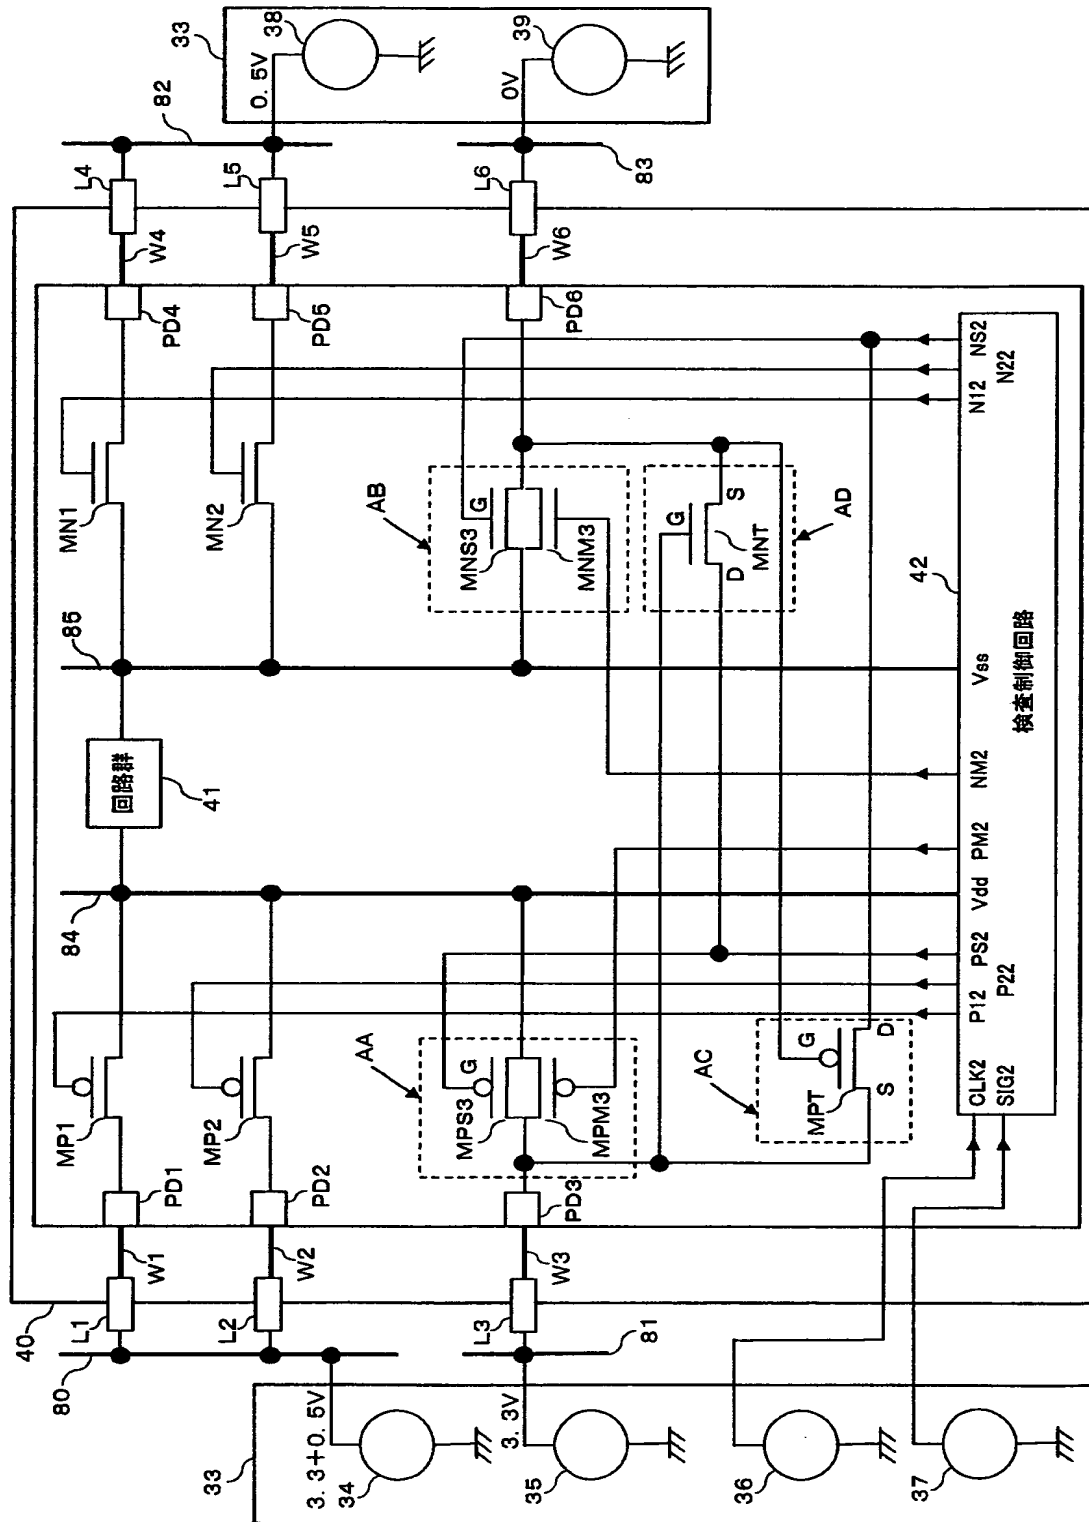 33
38
0.5V
39
0V
82
83
L4
L5
L6
W4
W5
W6
PD4
PD5
PD6
MN1
MN2
AB
MNS3
G
MNM3
G
S
D
MNT
AD
NS2
N22
N12
42
85
Vss
検査制御回路
回路群
41
NM2
PM2
84
Vdd
PS2
P22
P12
AA
G
MPS3
MPM3
AC
G
D
S
MPT
CLK2
SIG2
MP1
MP2
PD1
PD2
PD3
W1
W2
W3
40
L1
L2
L3
80
81
33
3.3+0.5V
34
3.3V
35
36
37